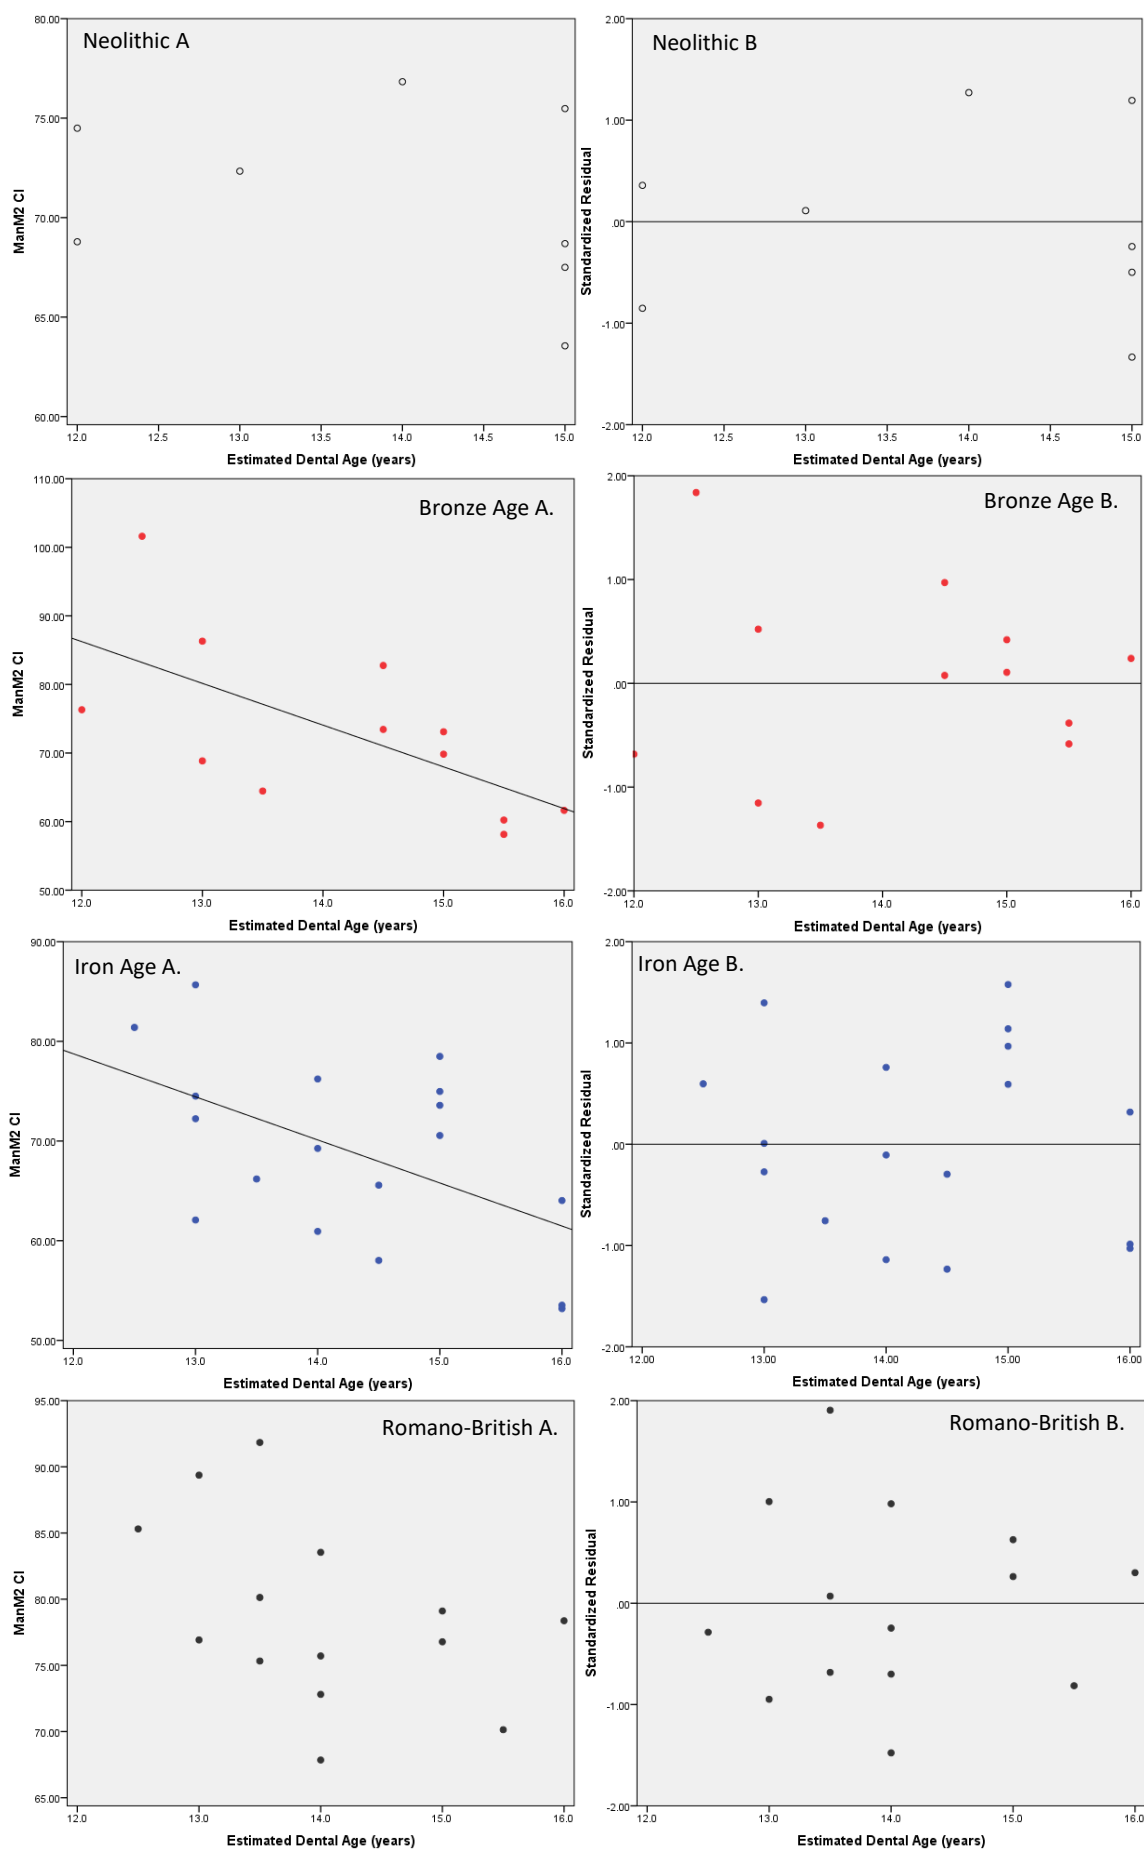 Neolithic A
80.00
75.00
70.00
65.00
60.00
ManM2 CI
12.0 12.5 13.0 13.5 14.0 14.5 15.0
Estimated Dental Age (years)
Neolithic B
2.00
1.00
.00
-1.00
-2.00
Standardized Residual
12.0 12.5 13.0 13.5 14.0 14.5 15.0
Estimated Dental Age (years)
Bronze Age A.
110.00
100.00
90.00
80.00
70.00
60.00
50.00
ManM2 CI
12.0 13.0 14.0 15.0 16.0
Estimated Dental Age (years)
Bronze Age B.
2.00
1.00
.00
-1.00
-2.00
Standardized Residual
12.0 13.0 14.0 15.0 16.0
Estimated Dental Age (years)
Iron Age A.
90.00
80.00
70.00
60.00
50.00
ManM2 CI
12.0 13.0 14.0 15.0 16.0
Estimated Dental Age (years)
Iron Age B.
2.00
1.00
.00
-1.00
-2.00
Standardized Residual
12.00 13.00 14.00 15.00 16.00
Estimated Dental Age (years)
Romano-British A.
95.00
90.00
85.00
80.00
75.00
70.00
65.00
ManM2 CI
12.0 13.0 14.0 15.0 16.0
Estimated Dental Age (years)
Romano-British B.
2.00
1.00
.00
-1.00
-2.00
Standardized Residual
12.0 13.0 14.0 15.0 16.0
Estimated Dental Age (years)